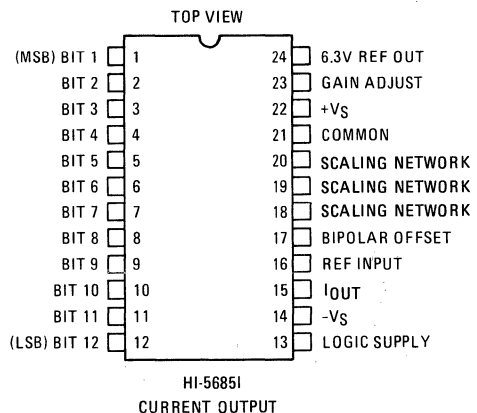 TOP VIEW
(MSB) BIT 1 1 24 6.3V REF OUT
BIT 2 2 23 GAIN ADJUST
BIT 3 3 22 +VS
BIT 4 4 21 COMMON
BIT 5 5 20 SCALING NETWORK
BIT 6 6 19 SCALING NETWORK
BIT 7 7 18 SCALING NETWORK
BIT 8 8 17 BIPOLAR OFFSET
BIT 9 9 16 REF INPUT
BIT 10 10 15 IOUT
BIT 11 11 14 -VS
(LSB) BIT 12 12 13 LOGIC SUPPLY
HI-5685I
CURRENT OUTPUT